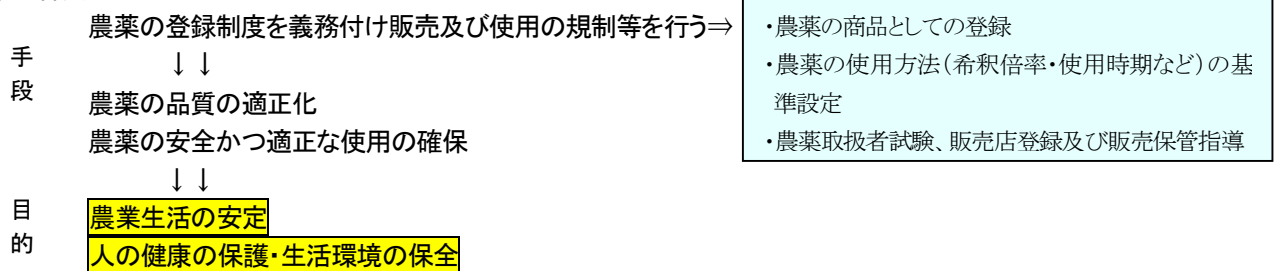 農薬の登録制度を義務付け販売及び使用の規制等を行う⇒
手段
↓ ↓
農薬の品質の適正化
農薬の安全かつ適正な使用の確保
↓ ↓
目的
農業生活の安定
人の健康の保護・生活環境の保全
・農薬の商品としての登録
・農薬の使用方法(希釈倍率・使用時期など)の基
準設定
・農薬取扱者試験、販売店登録及び販売保管指導